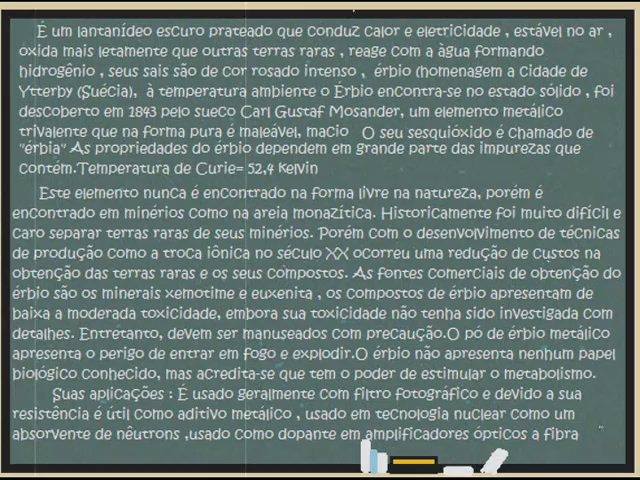 É um lantanídeo escuro prateado que conduz calor e eletricidade , estável no ar ,
oxida mais letamente que outras terras raras , reage com a àgua formando
hidrogênio , seus sais são de cor rosado intenso , érbio (homenagem a cidade de
Ytterby (Suécia), à temperatura ambiente o Érbio encontra-se no estado sólido , foi
descoberto em 1843 pelo sueco Carl Gustaf Mosander, um elemento metálico
trivalente que na forma pura é maleável, macio O seu sesquióxido é chamado de
"érbia" As propriedades do érbio dependem em grande parte das impurezas que
contém.Temperatura de Curie= 52,4 Kelvin
Este elemento nunca é encontrado na forma livre na natureza, porém é
encontrado em minérios como na areia monazítica. Historicamente foi muito difícil e
caro separar terras raras de seus minérios. Porém com o desenvolvimento de técnicas
de produção como a troca iônica no século XX ocorreu uma redução de custos na
obtenção das terras raras e os seus compostos. As fontes comerciais de obtenção do
érbio são os minerais xemotime e euxenita , os compostos de érbio apresentam de
baixa a moderada toxicidade, embora sua toxicidade não tenha sido investigada com
detalhes. Entretanto, devem ser manuseados com precaução.O pó de érbio metálico
apresenta o perigo de entrar em fogo e explodir.O érbio não apresenta nenhum papel
biológico conhecido, mas acredita-se que tem o poder de estimular o metabolismo.
Suas aplicações : É usado geralmente com filtro fotográfico e devido a sua
resistência é útil como aditivo metálico , usado em tecnologia nuclear como um
absorvente de nêutrons ,usado como dopante em amplificadores ópticos a fibra